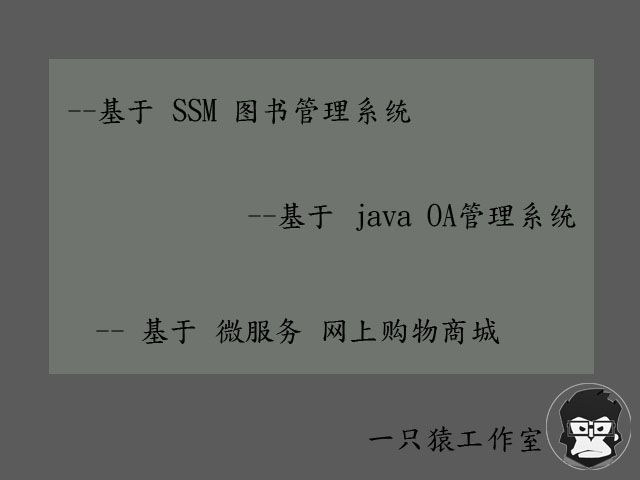 --基于 SSM 图书管理系统
--基于 java OA管理系统
-- 基于 微服务 网上购物商城
一只猿工作室